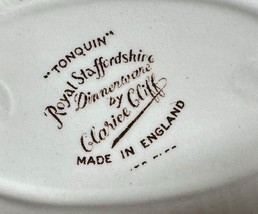 "TONQUIN"
Royal Staffordshire
Dinnerware
by
Clarice Cliff
MADE IN ENGLAND